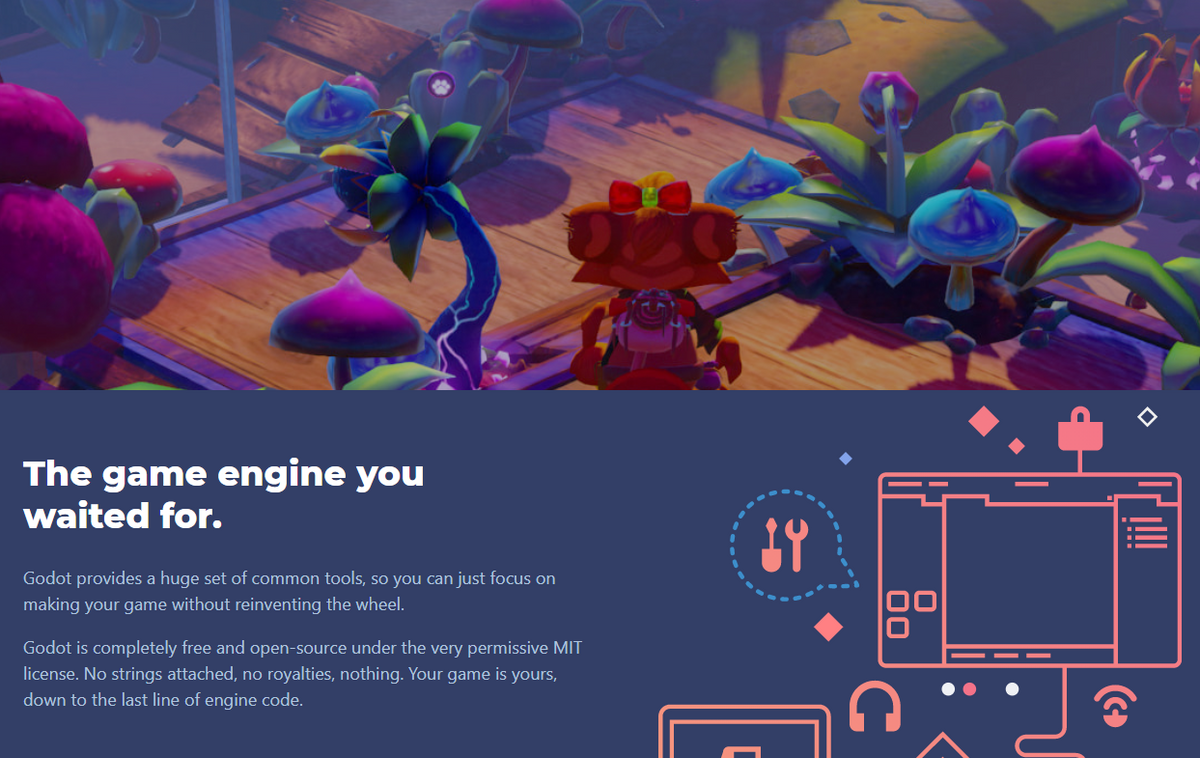 The game engine you
waited for.
Godot provides a huge set of common tools, so you can just focus on
making your game without reinventing the wheel.
Godot is completely free and open-source under the very permissive MIT
license. No strings attached, no royalties, nothing. Your game is yours,
down to the last line of engine code.